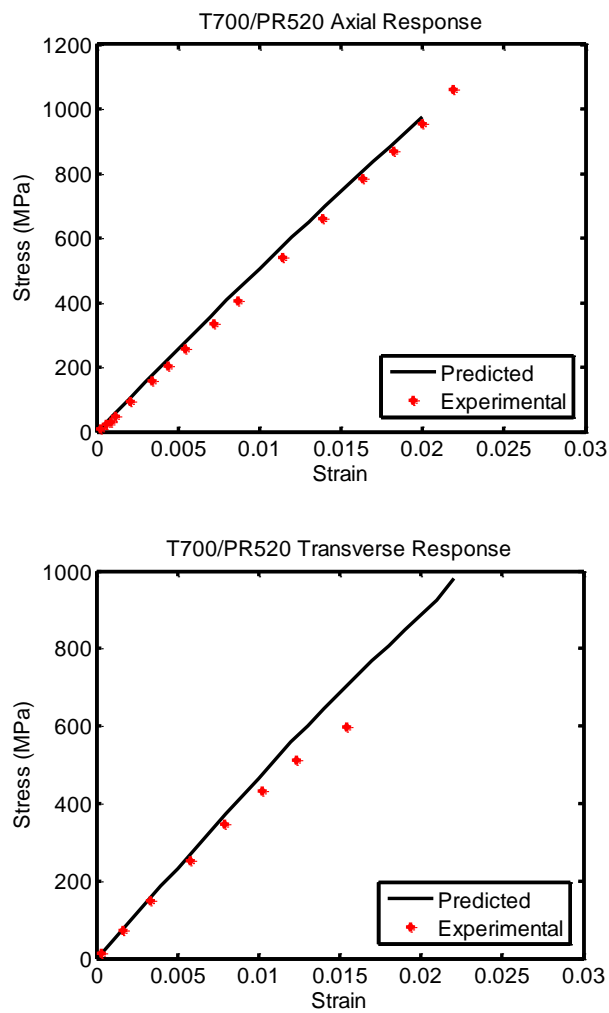 T700/PR520 Axial Response
1200
1000
800
600
400
200
0
Stress (MPa)
Predicted
Experimental
0 0.005 0.01 0.015 0.02 0.025 0.03
Strain
T700/PR520 Transverse Response
1000
800
600
400
200
0
Stress (MPa)
Predicted
Experimental
0 0.005 0.01 0.015 0.02 0.025 0.03
Strain